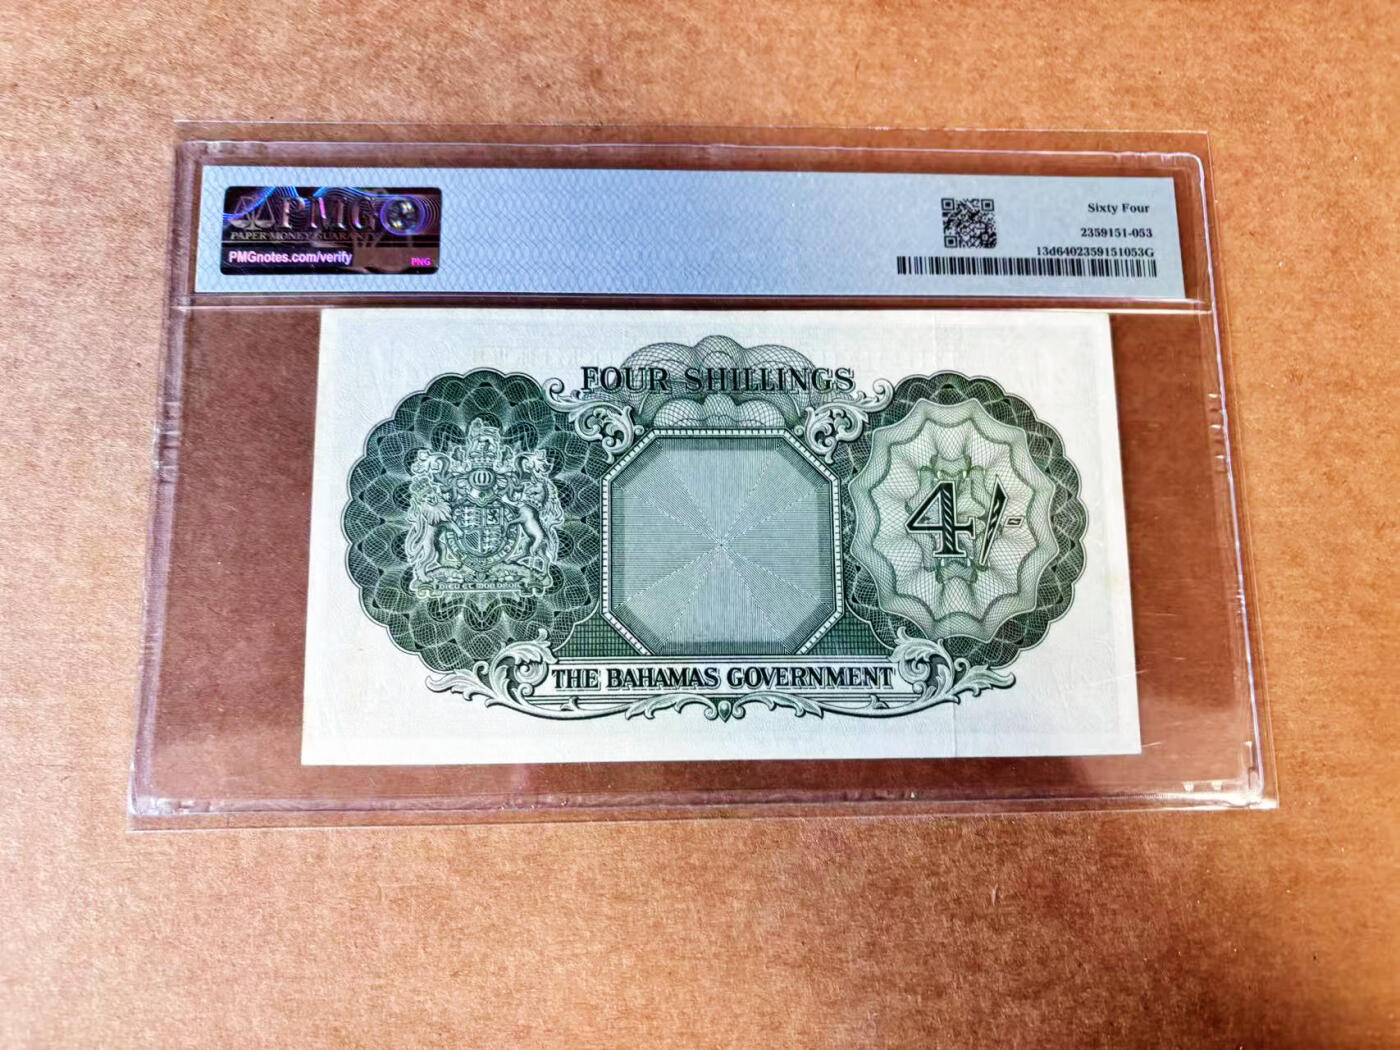 PMG
PAPER MONEY GUARANTY
PMGnotes.com/verify
PNG
Sixty Four
2359151-053
13d6402359151053G
FOUR SHILLINGS
4/-
DIEU ET MON DROIT
THE BAHAMAS GOVERNMENT